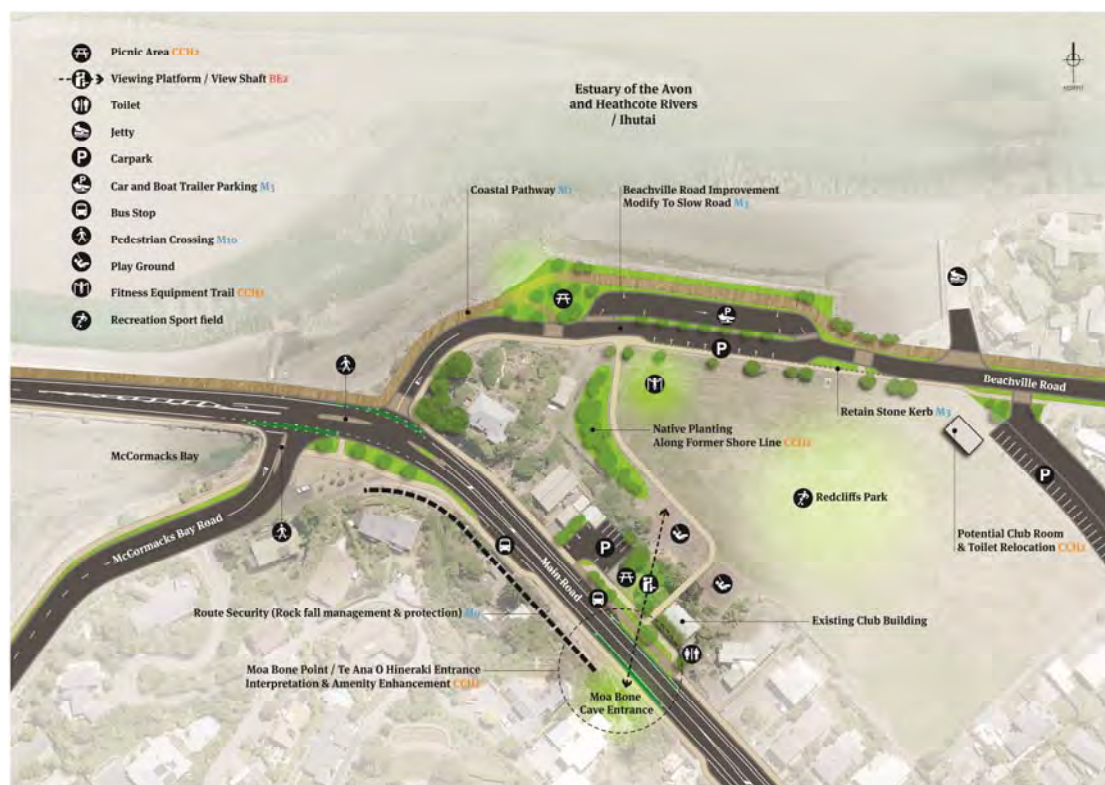 Picnic Area CCH2
Viewing Platform / View Shaft BE2
Toilet
Jetty
P
Carpark
P
Car and Boat Trailer Parking M3
Bus Stop
Pedestrian Crossing M10
Play Ground
Fitness Equipment Trail CCH2
Recreation Sport field
Estuary of the Avon
and Heathcote Rivers
/ Ihutai
NORTH
Coastal Pathway M1
Beachville Road Improvement
Modify To Slow Road M3
P
P
Beachville Road
Retain Stone Kerb M3
Native Planting
Along Former Shore Line CCH2
McCormacks Bay
McCormacks Bay Road
Redcliffs Park
P
P
Potential Club Room
& Toilet Relocation CCH2
Main Road
Route Security (Rock fall management & protection)
Existing Club Building
Moa Bone Point / Te Ana O Hineraki Entrance
Interpretation & Amenity Enhancement CCH2
Moa Bone
Cave Entrance